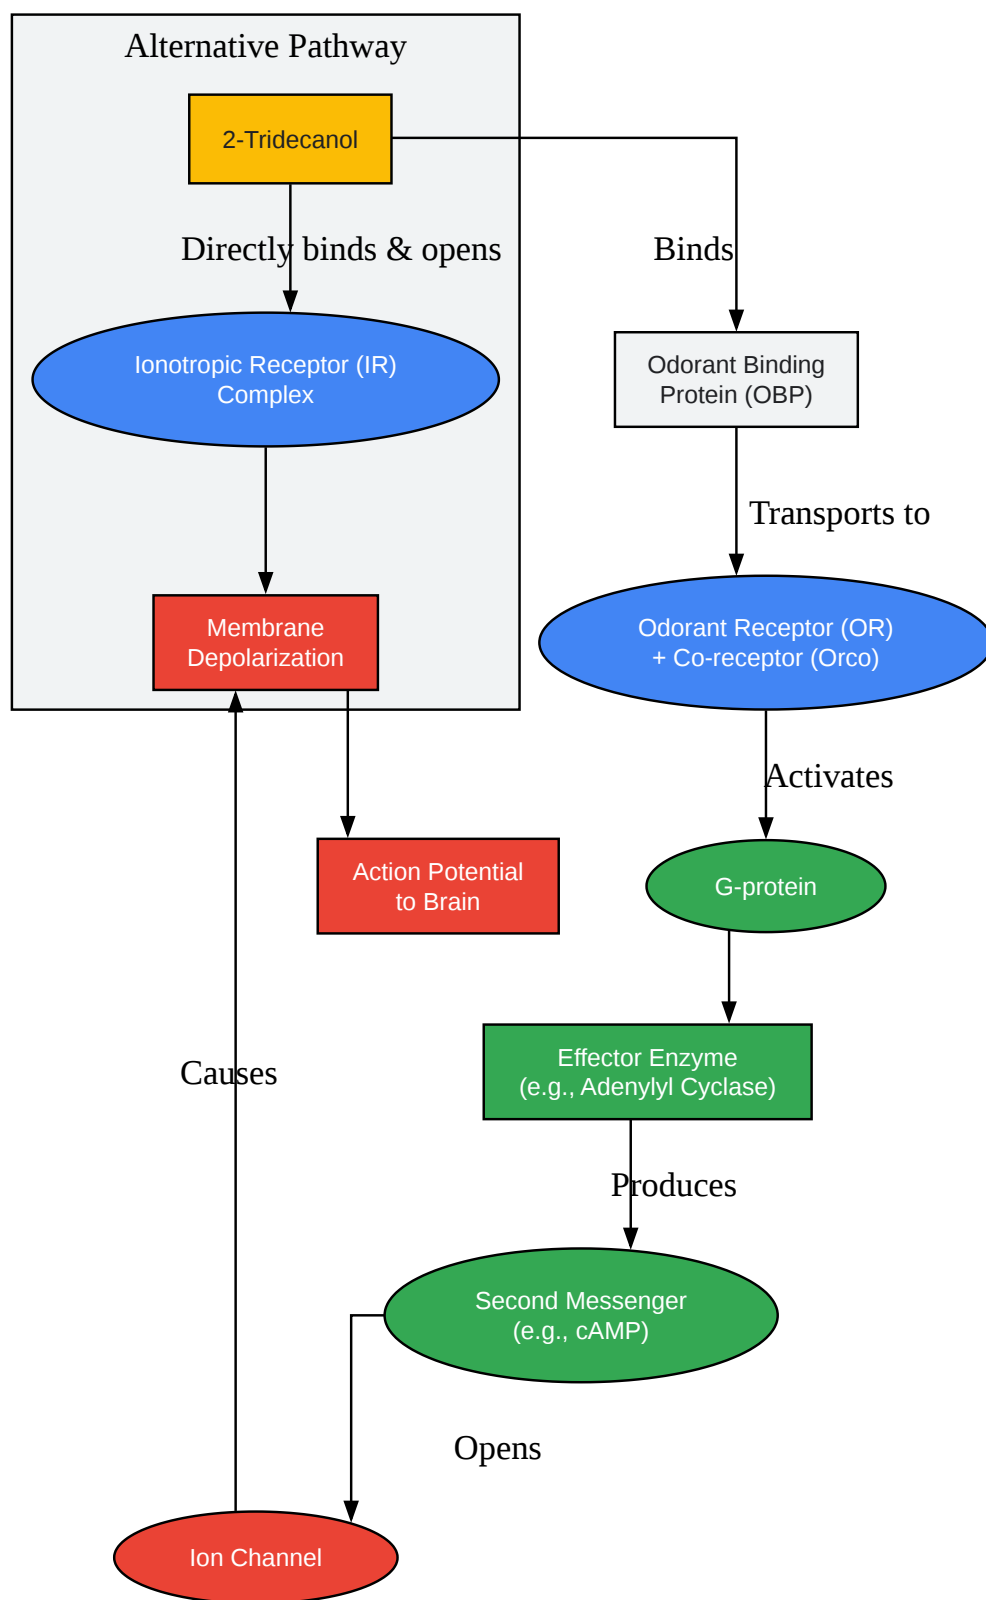 Alternative Pathway
2-Tridecanol
Directly binds & opens
Binds
Ionotropic Receptor (IR)
Complex
Odorant Binding
Protein (OBP)
Transports to
Membrane
Depolarization
Odorant Receptor (OR)
+ Co-receptor (Orco)
Activates
Action Potential
to Brain
G-protein
Effector Enzyme
(e.g., Adenylyl Cyclase)
Causes
Produces
Second Messenger
(e.g., cAMP)
Opens
Ion Channel